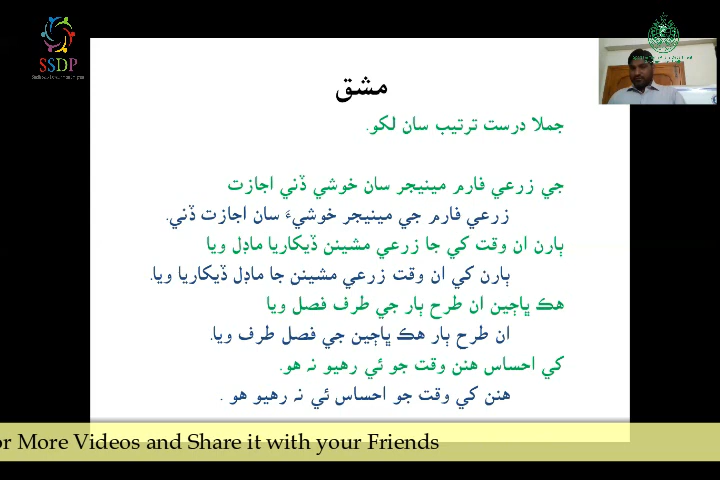 SSDP
مشق
جملا درست ترتيب سان لکو.
جي زرعي فارم مينيجر سان خوشي ڏني اجازت
زرعي فارم جي مينيجر خوشيءَ سان اجازت ڏني.
ٻارن ان وقت کي جا زرعي مشينن ڏيکاريا ماڊل ويا
ٻارن کي ان وقت زرعي مشينن جا ماڊل ڏيکاريا ويا.
هڪ ڀاڄين ان طرح ٻار جي طرف فصل ويا
ان طرح ٻار هڪ ڀاڄين جي فصل طرف ويا.
کي احساس هنن وقت جو ئي رهيو نہ هو.
هنن کي وقت جو احساس ئي نہ رهيو هو .
or More Videos and Share it with your Friends